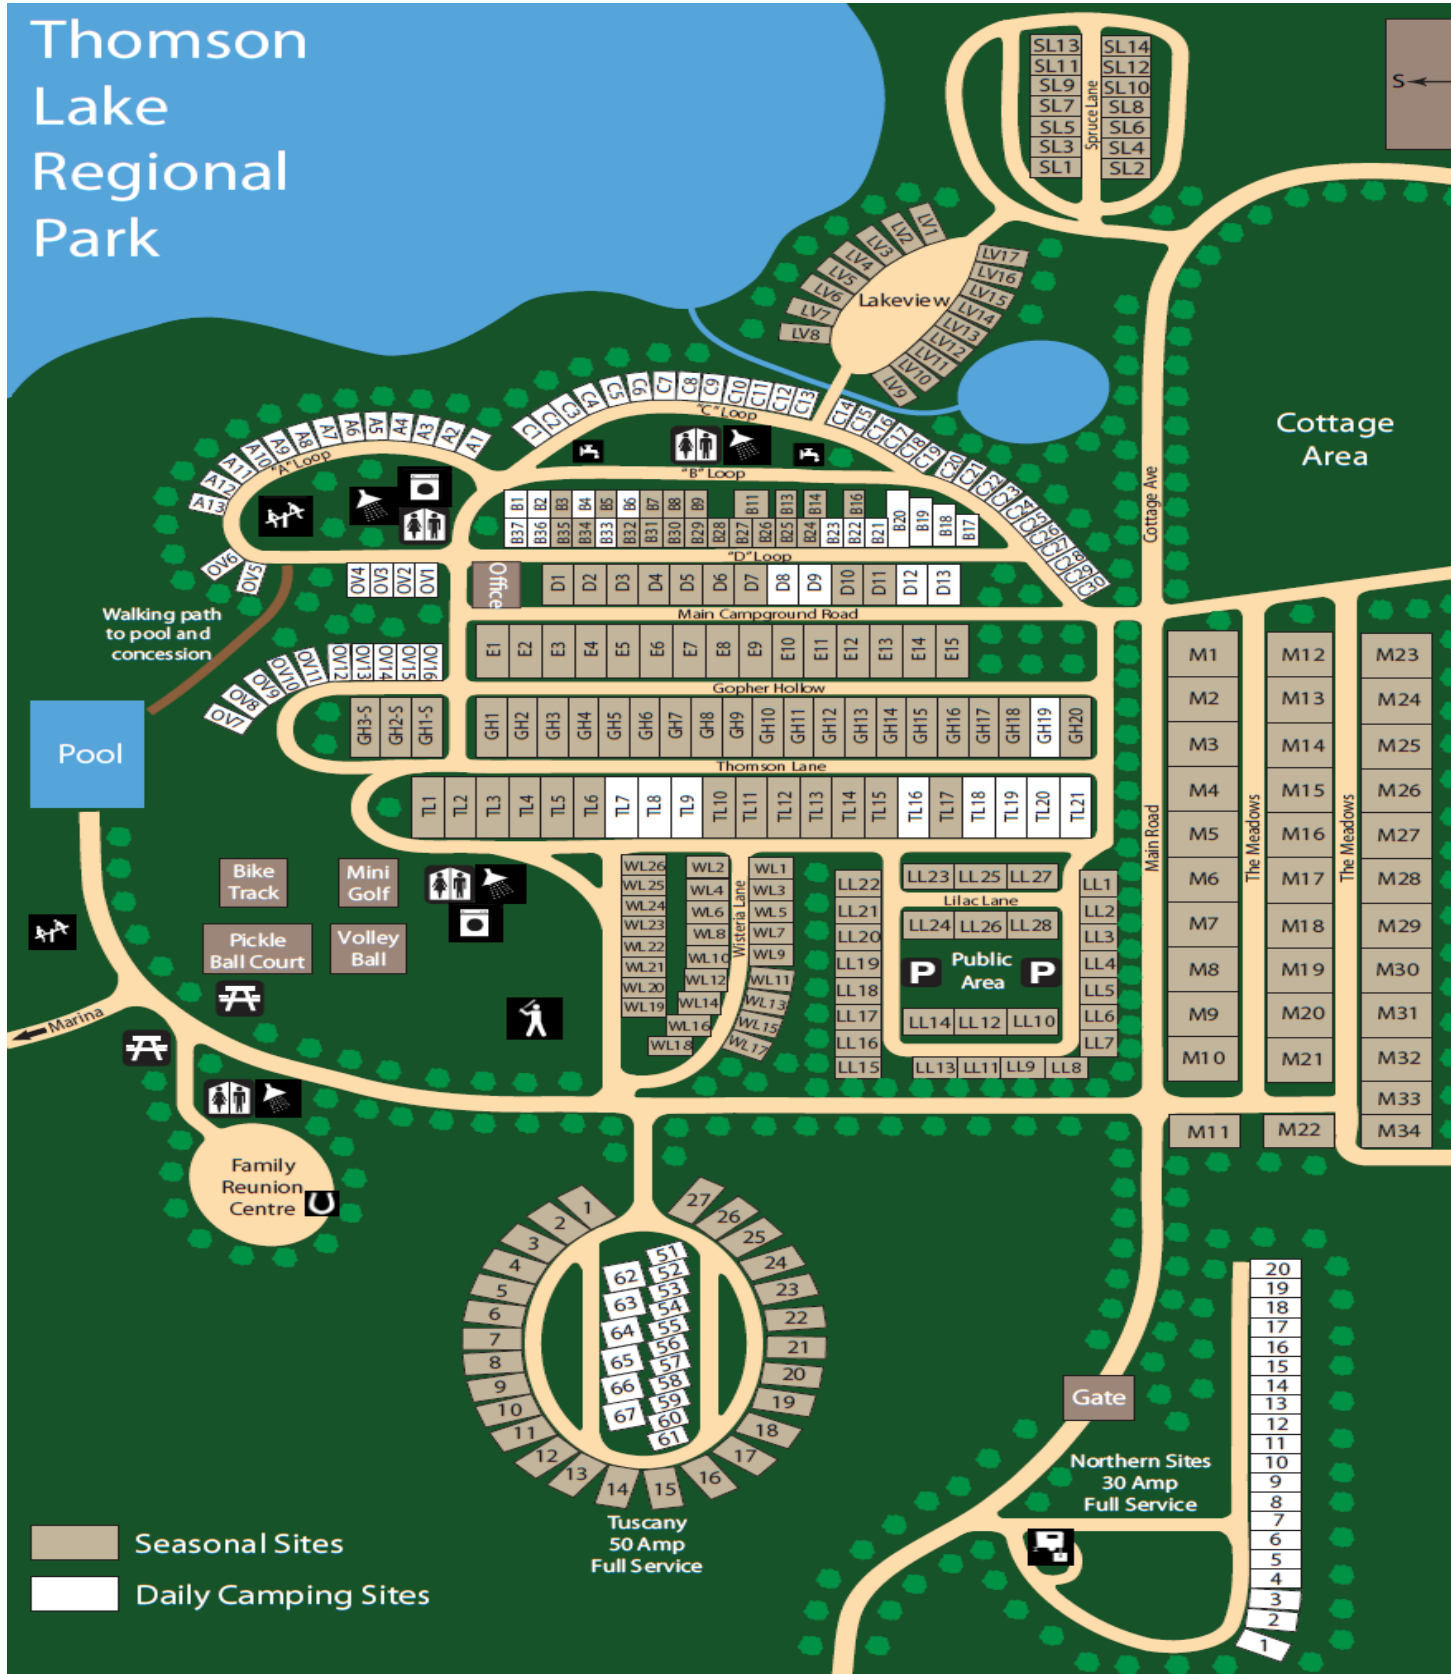 Thomson
Lake
Regional
Park
SL13 SL14
SL11 SL12
SL9 SL10
SL7 SL8
SL5 SL6
SL3 SL4
SL1 SL2
Spruce Lane
S
LV1
LV2
LV3
LV4
LV5
LV6
LV7
LV8
Lakeview
LV17
LV16
LV15
LV14
LV13
LV12
LV11
LV10
LV9
Cottage
Area
Cottage Ave
C1 C2 C3 C4 C5 C6 C7 C8 C9 C10 C11 C12 C13
C14 C15 C16 C17 C18 C19 C20 C21 C22 C23 C24 C25 C26 C27 C28 C29 C30
"C" Loop
A13 A12 A11 A10 A9 A8 A7 A6 A5 A4 A3 A2 A1
"A" Loop
"B" Loop
B1 B2 B3 B4 B5 B6 B7 B8 B9 B11 B13 B14 B16
B37 B36 B35 B34 B33 B32 B31 B30 B29 B28 B27 B26 B25 B24 B23 B22 B21 B20 B19 B18 B17
"D" Loop
OV6
OV5
OV4 OV3 OV2 OV1
Office
D1 D2 D3 D4 D5 D6 D7 D8 D9 D10 D11 D12 D13
Main Campground Road
Walking path
to pool and
concession
E1 E2 E3 E4 E5 E6 E7 E8 E9 E10 E11 E12 E13 E14 E15
OV7 OV8 OV9 OV10 OV11 OV12 OV13 OV14 OV15 OV16
Gopher Hollow
GH3-S GH2-S GH1-S
GH1 GH2 GH3 GH4 GH5 GH6 GH7 GH8 GH9 GH10 GH11 GH12 GH13 GH14 GH15 GH16 GH17 GH18 GH19 GH20
Pool
Thomson Lane
TL1 TL2 TL3 TL4 TL5 TL6 TL7 TL8 TL9 TL10 TL11 TL12 TL13 TL14 TL15 TL16 TL17 TL18 TL19 TL20 TL21
Main Road
M1
M2
M3
M4
M5
M6
M7
M8
M9
M10
M11
The Meadows
M12
M13
M14
M15
M16
M17
M18
M19
M20
M21
M22
The Meadows
M23
M24
M25
M26
M27
M28
M29
M30
M31
M32
M33
M34
Bike
Track
Mini
Golf
Pickle
Ball Court
Volley
Ball
WL26
WL25
WL24
WL23
WL22
WL21
WL20
WL19
WL2
WL4
WL6
WL8
WL10
WL12
WL14
WL16
WL18
Wisteria Lane
WL1
WL3
WL5
WL7
WL9
WL11
WL13
WL15
WL17
LL22
LL21
LL20
LL19
LL18
LL17
LL16
LL15
LL23 LL25 LL27
Lilac Lane
LL24 LL26 LL28
P Public P
Area
LL14 LL12 LL10
LL13 LL11 LL9 LL8
LL1
LL2
LL3
LL4
LL5
LL6
LL7
Marina
Family
Reunion
Centre
1
2
3
4
5
6
7
8
9
10
11
12
13
14
15
16
17
18
19
20
21
22
23
24
25
26
27
62
63
64
65
66
67
51
52
53
54
55
56
57
58
59
60
61
Tuscany
50 Amp
Full Service
Gate
Northern Sites
30 Amp
Full Service
20
19
18
17
16
15
14
13
12
11
10
9
8
7
6
5
4
3
2
1
Seasonal Sites
Daily Camping Sites